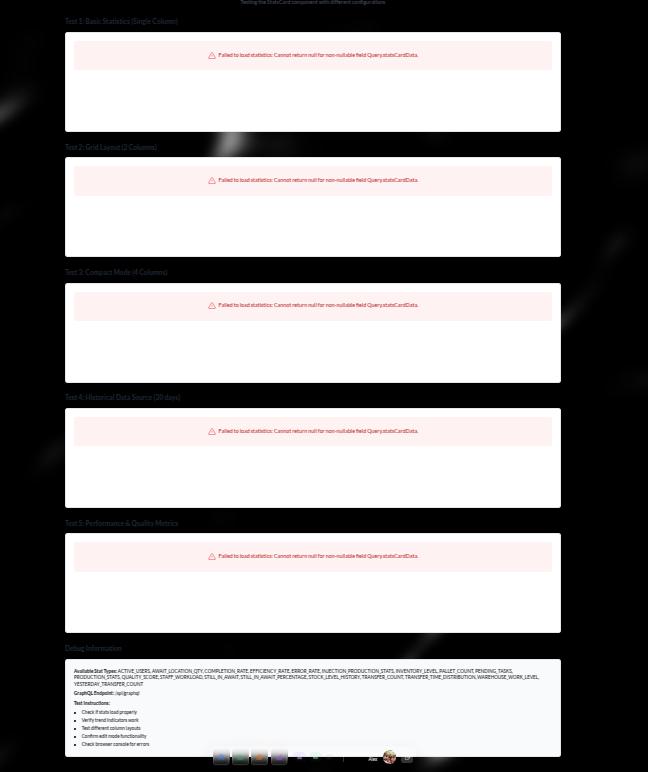 Testing the StatsCard component with different configurations
Test 1: Basic Statistics (Single Column)
Failed to load statistics: Cannot return null for non-nullable field Query.statsCardData.
Test 2: Grid Layout (2 Columns)
Failed to load statistics: Cannot return null for non-nullable field Query.statsCardData.
Test 3: Compact Mode (4 Columns)
Failed to load statistics: Cannot return null for non-nullable field Query.statsCardData.
Test 4: Historical Data Source (30 days)
Failed to load statistics: Cannot return null for non-nullable field Query.statsCardData.
Test 5: Performance & Quality Metrics
Failed to load statistics: Cannot return null for non-nullable field Query.statsCardData.
Debug Information
Available Stat Types: ACTIVE_USERS, AWAIT_LOCATION_QTY, COMPLETION_RATE, EFFICIENCY_RATE, ERROR_RATE, INJECTION_PRODUCTION_STATS, INVENTORY_LEVEL, PALLET_COUNT, PENDING_TASKS,
PRODUCTION_STATS, QUALITY_SCORE, STAFF_WORKLOAD, STILL_IN_AWAIT, STILL_IN_AWAIT_PERCENTAGE, STOCK_LEVEL_HISTORY, TRANSFER_COUNT, TRANSFER_TIME_DISTRIBUTION, WAREHOUSE_WORK_LEVEL,
YESTERDAY_TRANSFER_COUNT
GraphQL Endpoint: /api/graphql
Test Instructions:
Check if stats load properly
Verify trend indicators work
Test different column layouts
Confirm edit mode functionality
Check browser console for errors
Alex